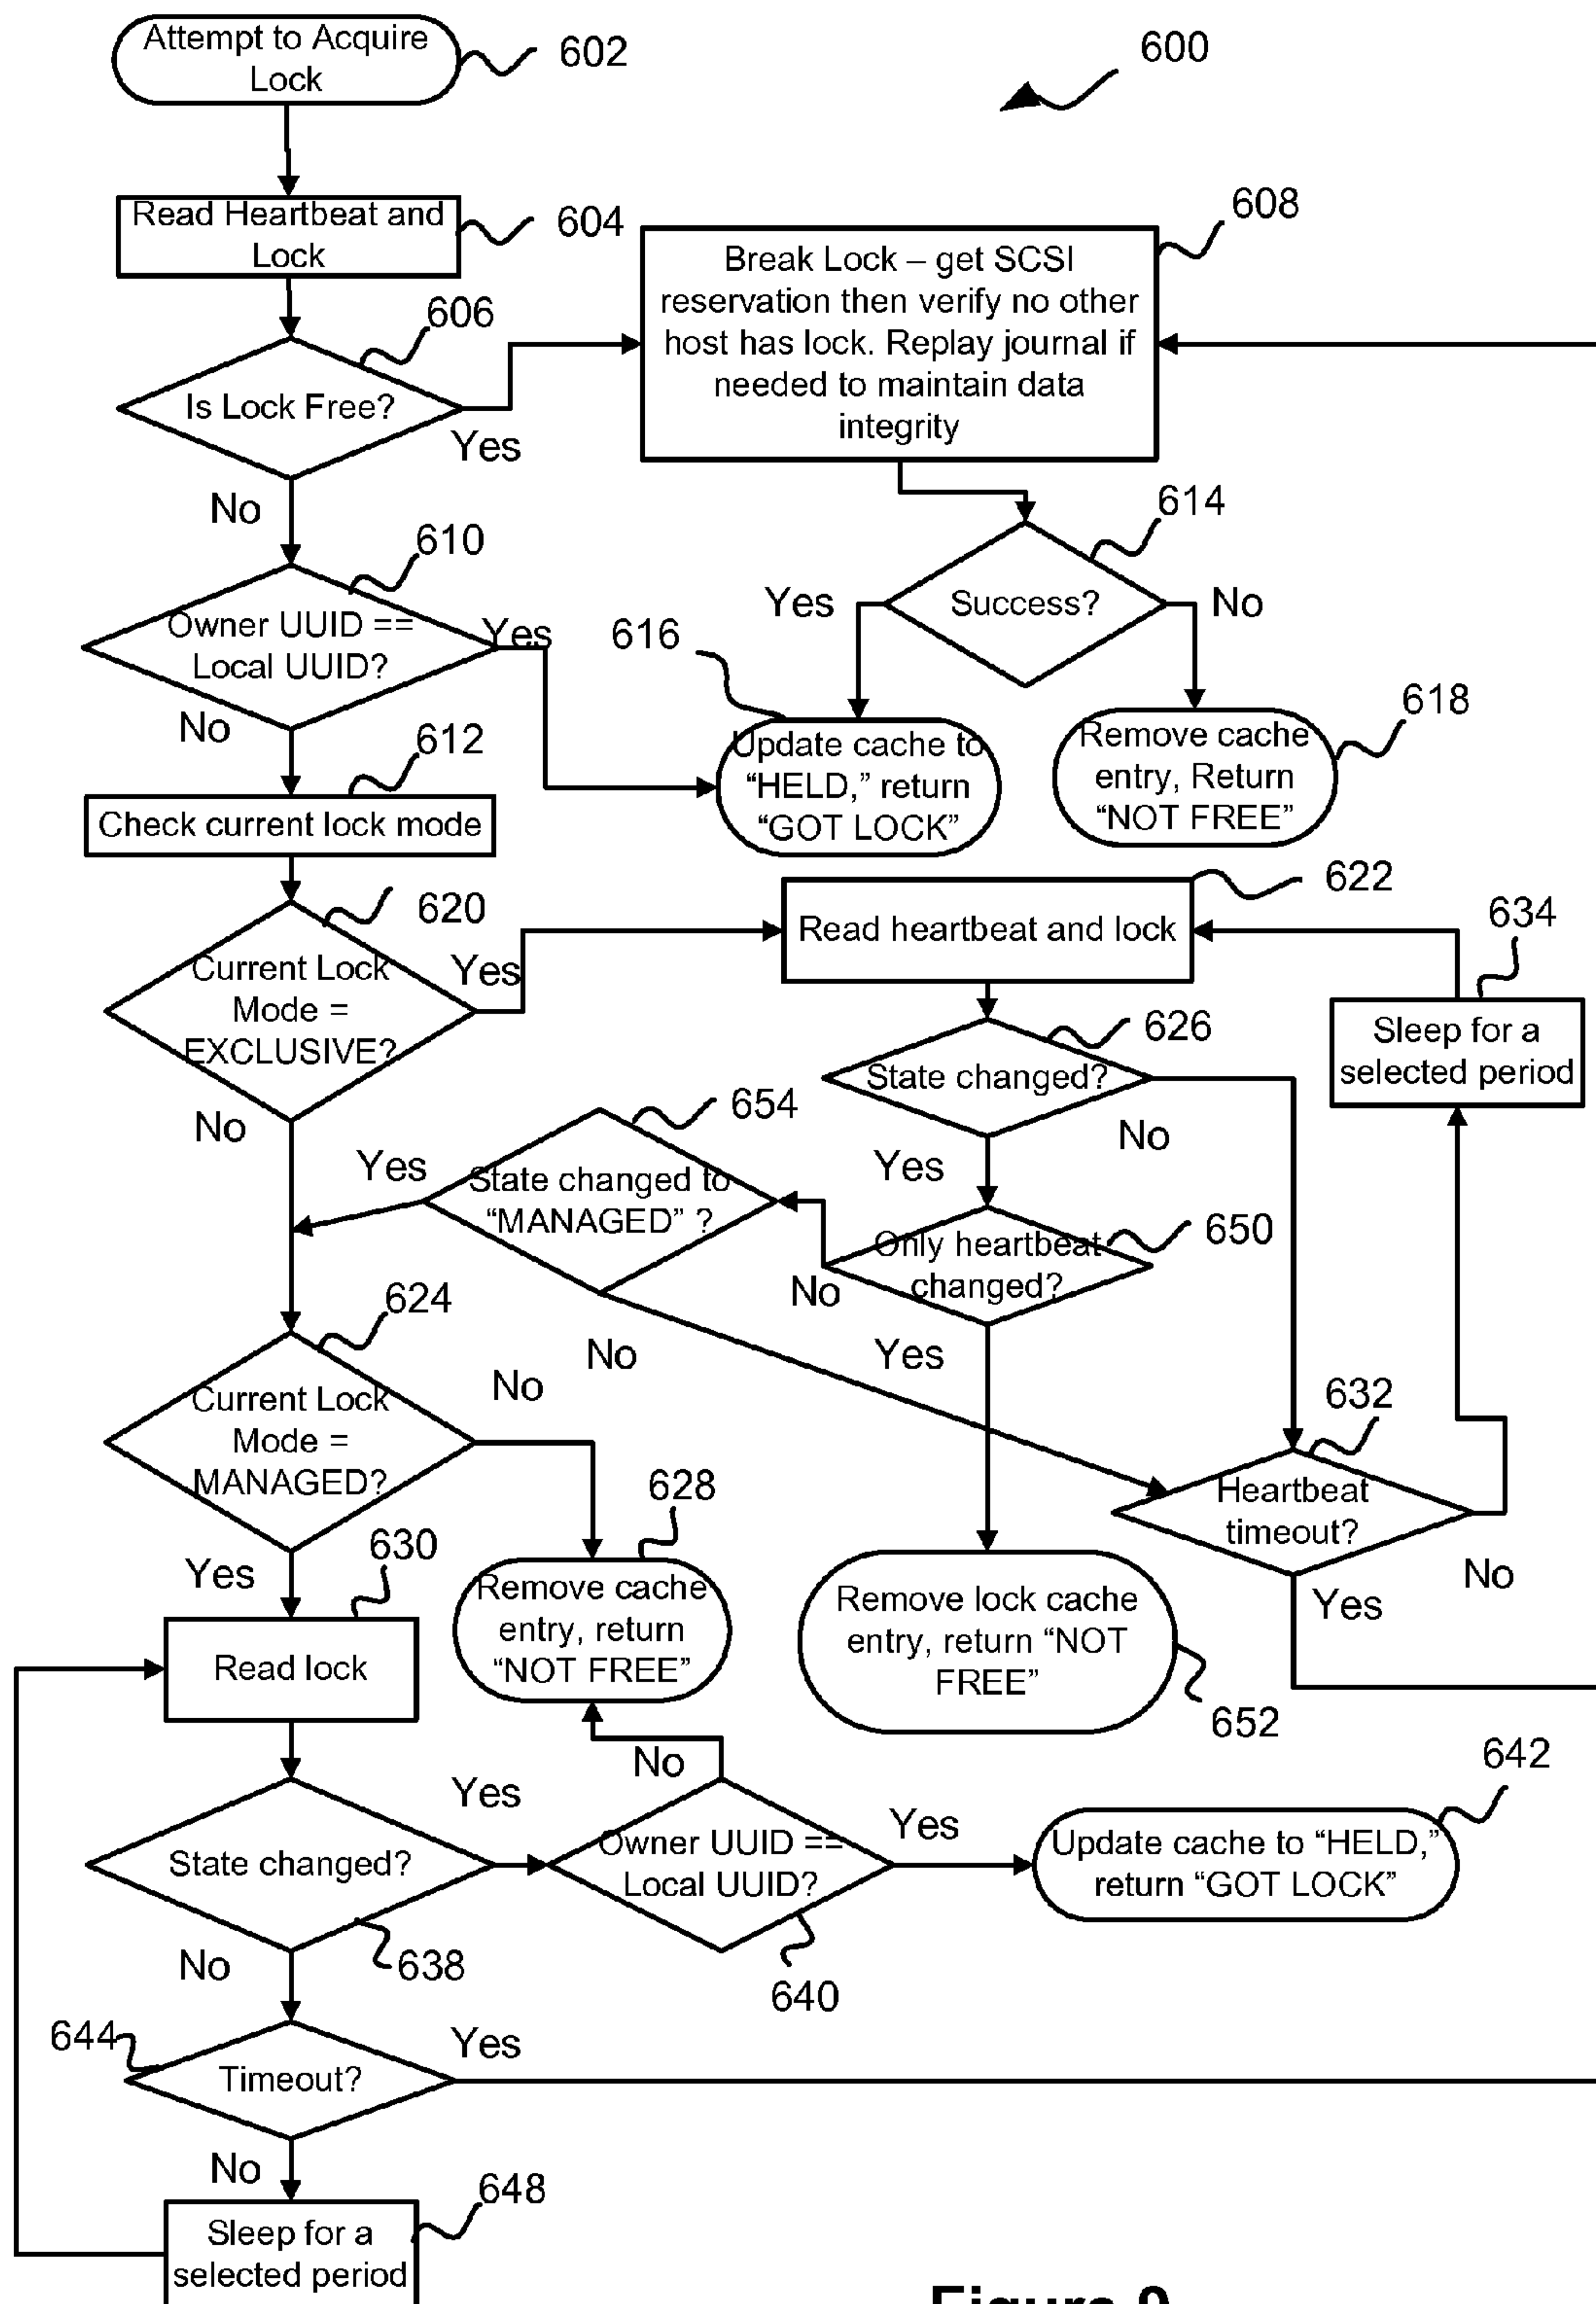 Attempt to Acquire
Lock
602
600
Read Heartbeat and
Lock
604
608
Break Lock – get SCSI
reservation then verify no other
host has lock. Replay journal if
needed to maintain data
integrity
606
Is Lock Free?
Yes
No
614
Success?
Yes
No
610
Owner UUID ==
Local UUID?
Yes
No
616
Update cache to
“HELD,” return
“GOT LOCK”
618
Remove cache
entry, Return
“NOT FREE”
612
Check current lock mode
620
Current Lock
Mode =
EXCLUSIVE?
Yes
No
622
Read heartbeat and lock
634
Sleep for a
selected period
626
State changed?
No
Yes
654
State changed to
“MANAGED” ?
Yes
No
650
Only heartbeat
changed?
No
Yes
624
Current Lock
Mode =
MANAGED?
No
Yes
632
Heartbeat
timeout?
No
Yes
628
Remove cache
entry, return
“NOT FREE”
652
Remove lock cache
entry, return “NOT
FREE”
630
Read lock
State changed?
Yes
No
638
No
Owner UUID ==
Local UUID?
Yes
640
642
Update cache to “HELD,”
return “GOT LOCK”
644
Timeout?
Yes
No
648
Sleep for a
selected period
Figure 9